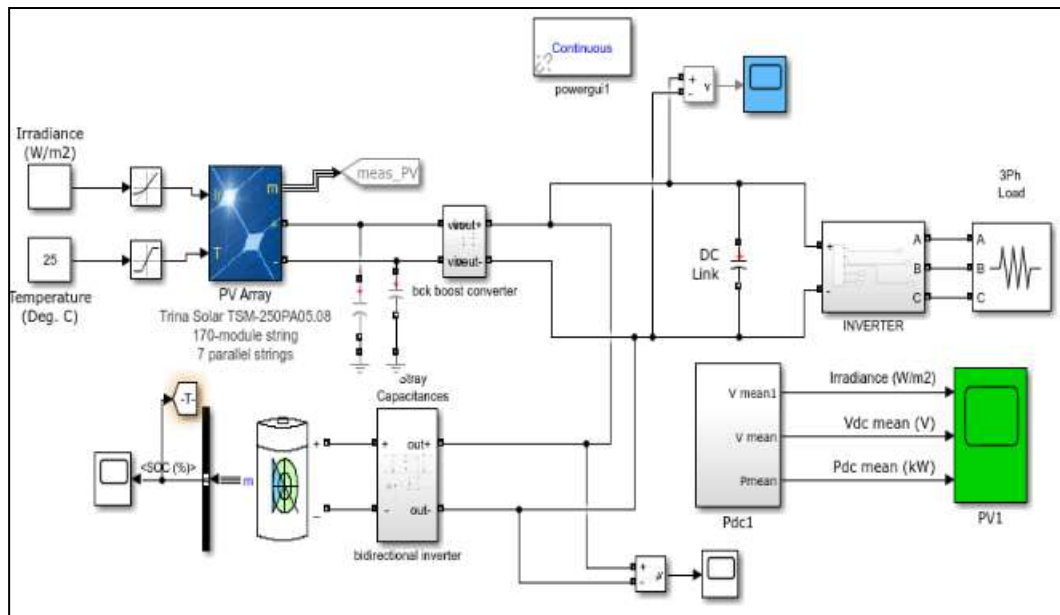 Continuous
powergui1
+
-
v
Irradiance
(W/m2)
meas_PV
Ir
m
+
25
T
-
Temperature
(Deg. C)
PV Array
Trina Solar TSM-250PA05.08
170-module string
7 parallel strings
bck boost converter
DC
Link
+
-
A
B
C
INVERTER
3Ph
Load
A
B
C
Stray
Capacitances
-T-
<SOC (%)>
m
+
-
+
-
out+
out-
bidirectional inverter
V mean1
V mean
Pmean
Pdc1
Irradiance (W/m2)
Vdc mean (V)
Pdc mean (kW)
PV1
+
-
v